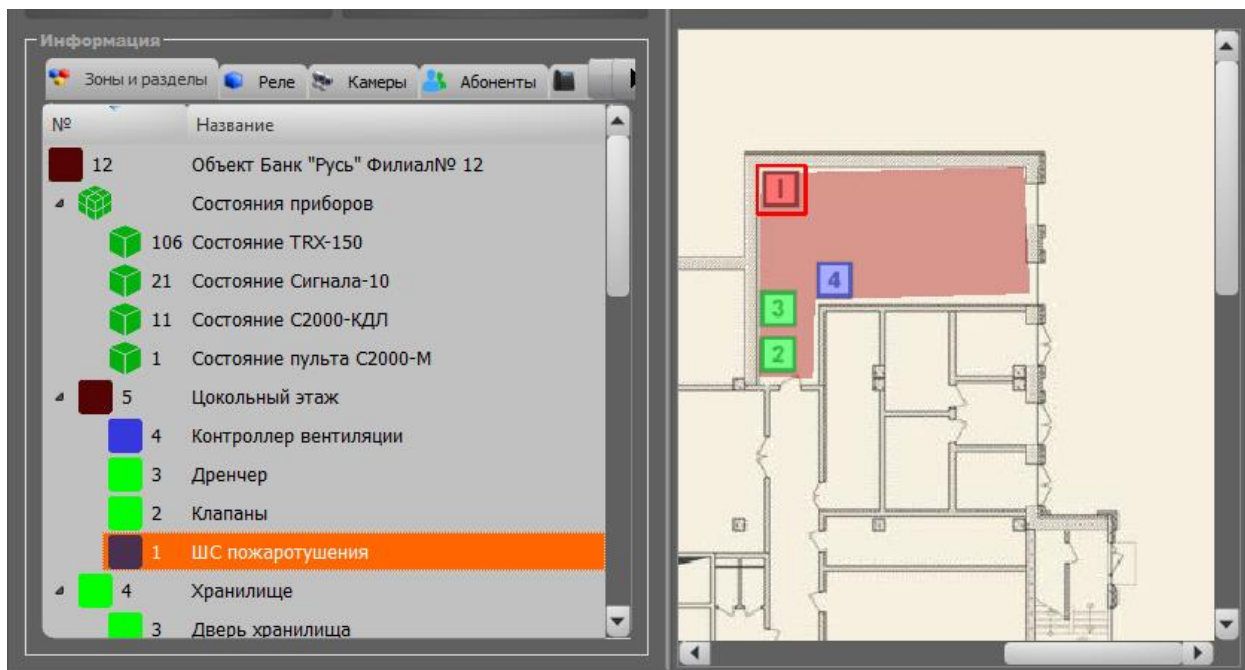 Информация
Зоны и разделы Реле Камеры Абоненты
№ Название
12 Объект Банк "Русь" Филиал№ 12
Состояния приборов
106 Состояние TRX-150
21 Состояние Сигнала-10
11 Состояние С2000-КДЛ
1 Состояние пульта С2000-М
5 Цокольный этаж
4 Контроллер вентиляции
3 Дренчер
2 Клапаны
1 ШС пожаротушения
4 Хранилище
3 Дверь хранилища
1
4
3
2